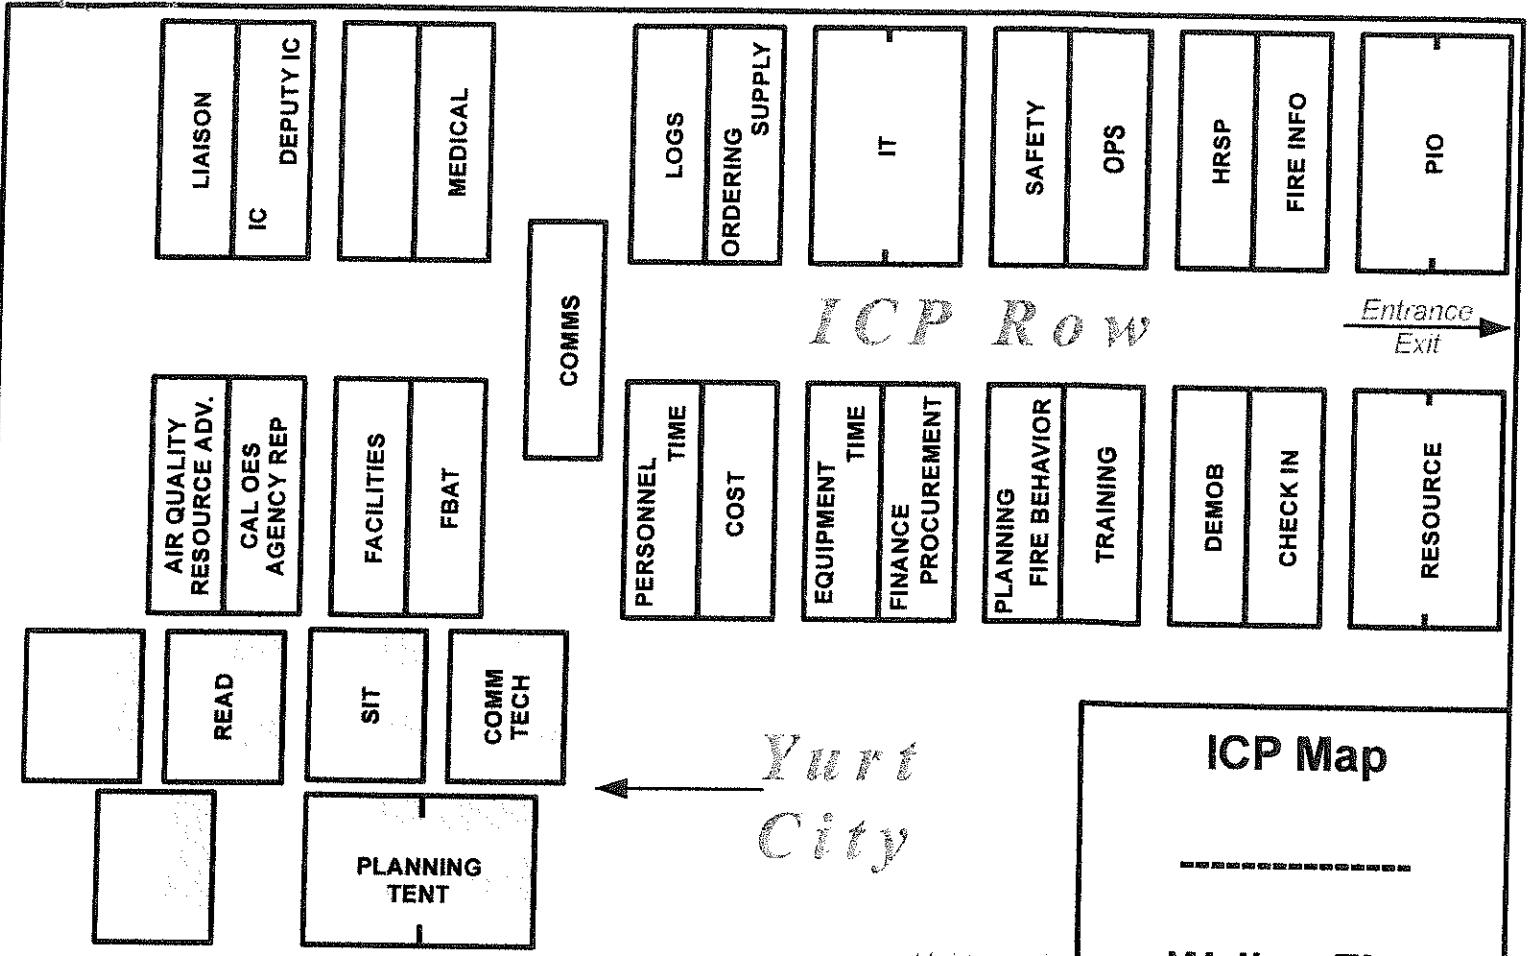 LIAISON
IC
DEPUTY IC
MEDICAL
LOGS
ORDERING
SUPPLY
IT
SAFETY
OPS
HRSP
FIRE INFO
PIO
COMMS
ICP Row
Entrance
Exit
AIR QUALITY
RESOURCE ADV.
CAL OES
AGENCY REP
FACILITIES
FBAT
PERSONNEL
TIME
COST
EQUIPMENT
TIME
FINANCE
PROCUREMENT
PLANNING
FIRE BEHAVIOR
TRAINING
DEMOB
CHECK IN
RESOURCE
READ
SIT
COMM
TECH
Yurt
City
PLANNING
TENT
ICP Map